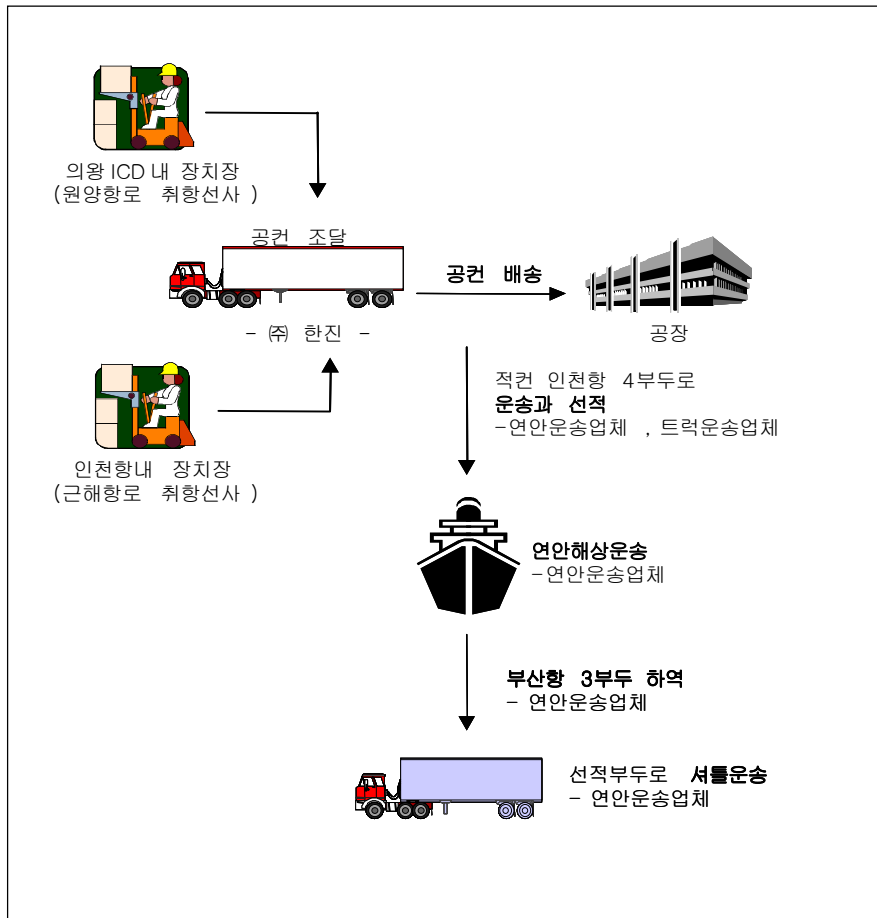 의왕 ICD 내 장치장
(원양항로 취항선사 )
공컨 조달
- ㈜ 한진 -
공컨 배송
공장
인천항내 장치장
(근해항로 취항선사 )
적컨 인천항 4부두로
운송과 선적
-연안운송업체 , 트럭운송업체
연안해상운송
-연안운송업체
부산항 3부두 하역
- 연안운송업체
선적부두로 셔틀운송
- 연안운송업체